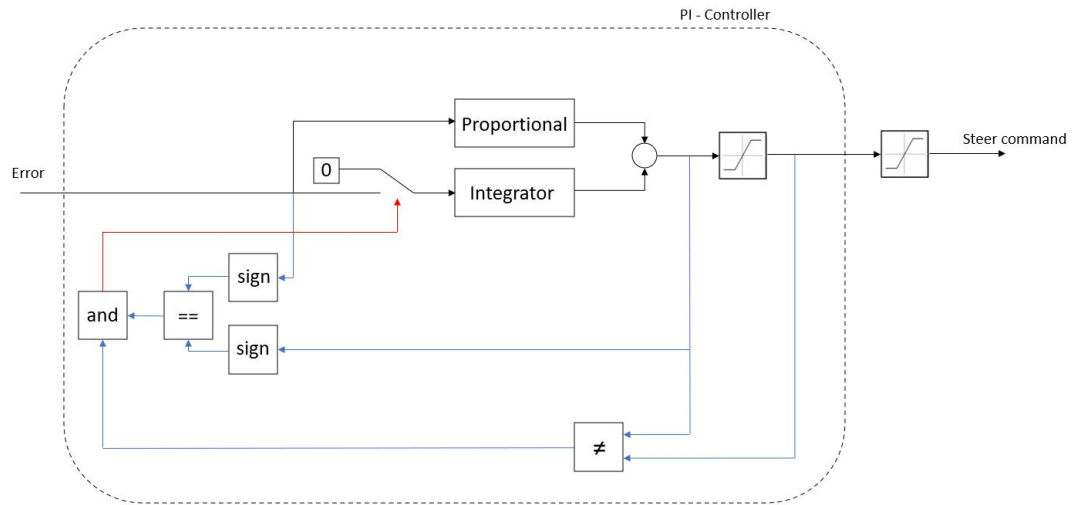 PI - Controller
Proportional
Steer command
0
Error
Integrator
sign
and
==
sign
≠